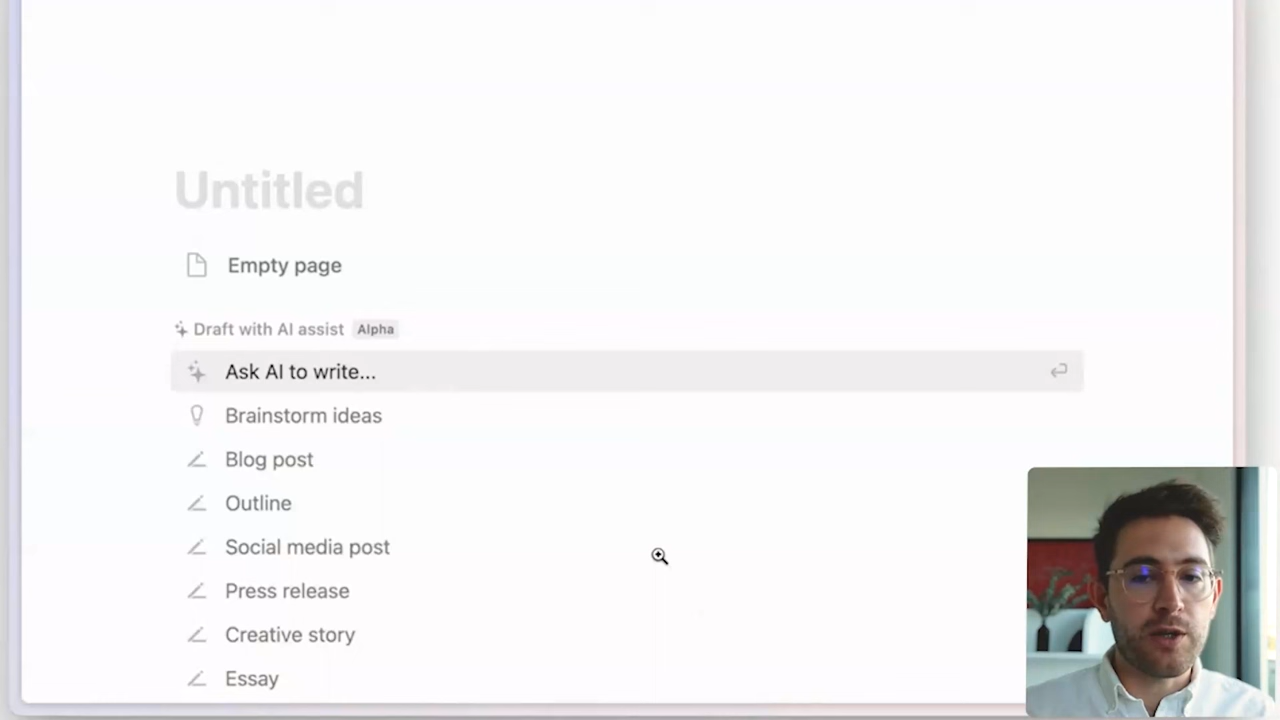 Untitled
Empty page
Draft with AI assist Alpha
Ask AI to write...
Brainstorm ideas
Blog post
Outline
Social media post
Press release
Creative story
Essay